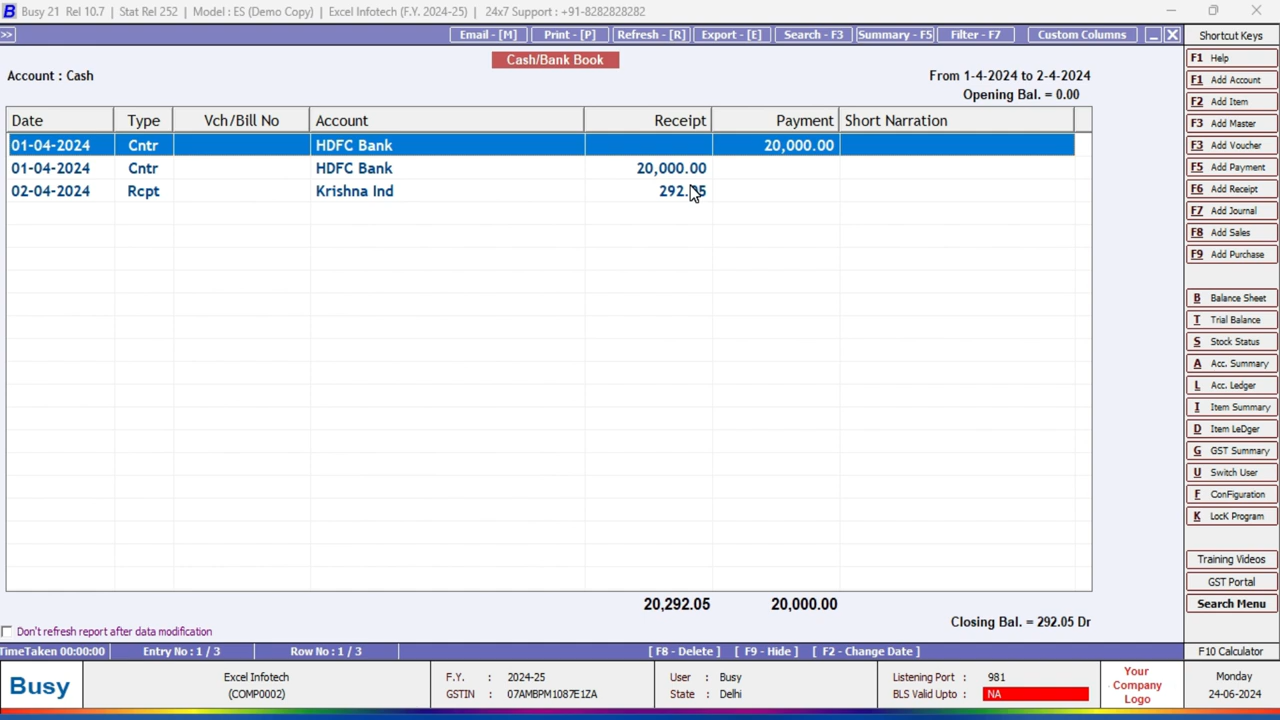 Busy 21 Rel 10.7 | Stat Rel 252 | Model : ES (Demo Copy) | Excel Infotech (F.Y. 2024-25) | 24x7 Support : +91-8282828282
>> Email - [M] Print - [P] Refresh - [R] Export - [E] Search - F3 Summary - F5 Filter - F7 Custom Columns
Cash/Bank Book
Account : Cash From 1-4-2024 to 2-4-2024
Opening Bal. = 0.00
Date Type Vch/Bill No Account Receipt Payment Short Narration
01-04-2024 Cntr HDFC Bank 20,000.00
01-04-2024 Cntr HDFC Bank 20,000.00
02-04-2024 Rcpt Krishna Ind 292.05
20,292.05 20,000.00
Closing Bal. = 292.05 Dr
Don't refresh report after data modification
TimeTaken 00:00:00 Entry No : 1 / 3 Row No : 1 / 3 [ F8 - Delete ] [ F9 - Hide ] [ F2 - Change Date ]
Shortcut Keys
F1 Help
F1 Add Account
F2 Add Item
F3 Add Master
F3 Add Voucher
F5 Add Payment
F6 Add Receipt
F7 Add Journal
F8 Add Sales
F9 Add Purchase
B Balance Sheet
T Trial Balance
S Stock Status
A Acc. Summary
L Acc. Ledger
I Item Summary
D Item LeDger
G GST Summary
U Switch User
F ConFiguration
K LocK Program
Training Videos
GST Portal
Search Menu
F10 Calculator
Busy
Excel Infotech
(COMP0002)
F.Y. : 2024-25
GSTIN : 07AMBPM1087E1ZA
User : Busy
State : Delhi
Listening Port : 981
BLS Valid Upto : NA
Your
Company
Logo
Monday
24-06-2024